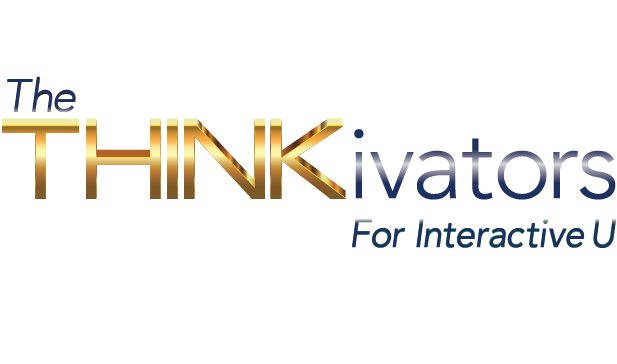 The
THINKivators
For Interactive U